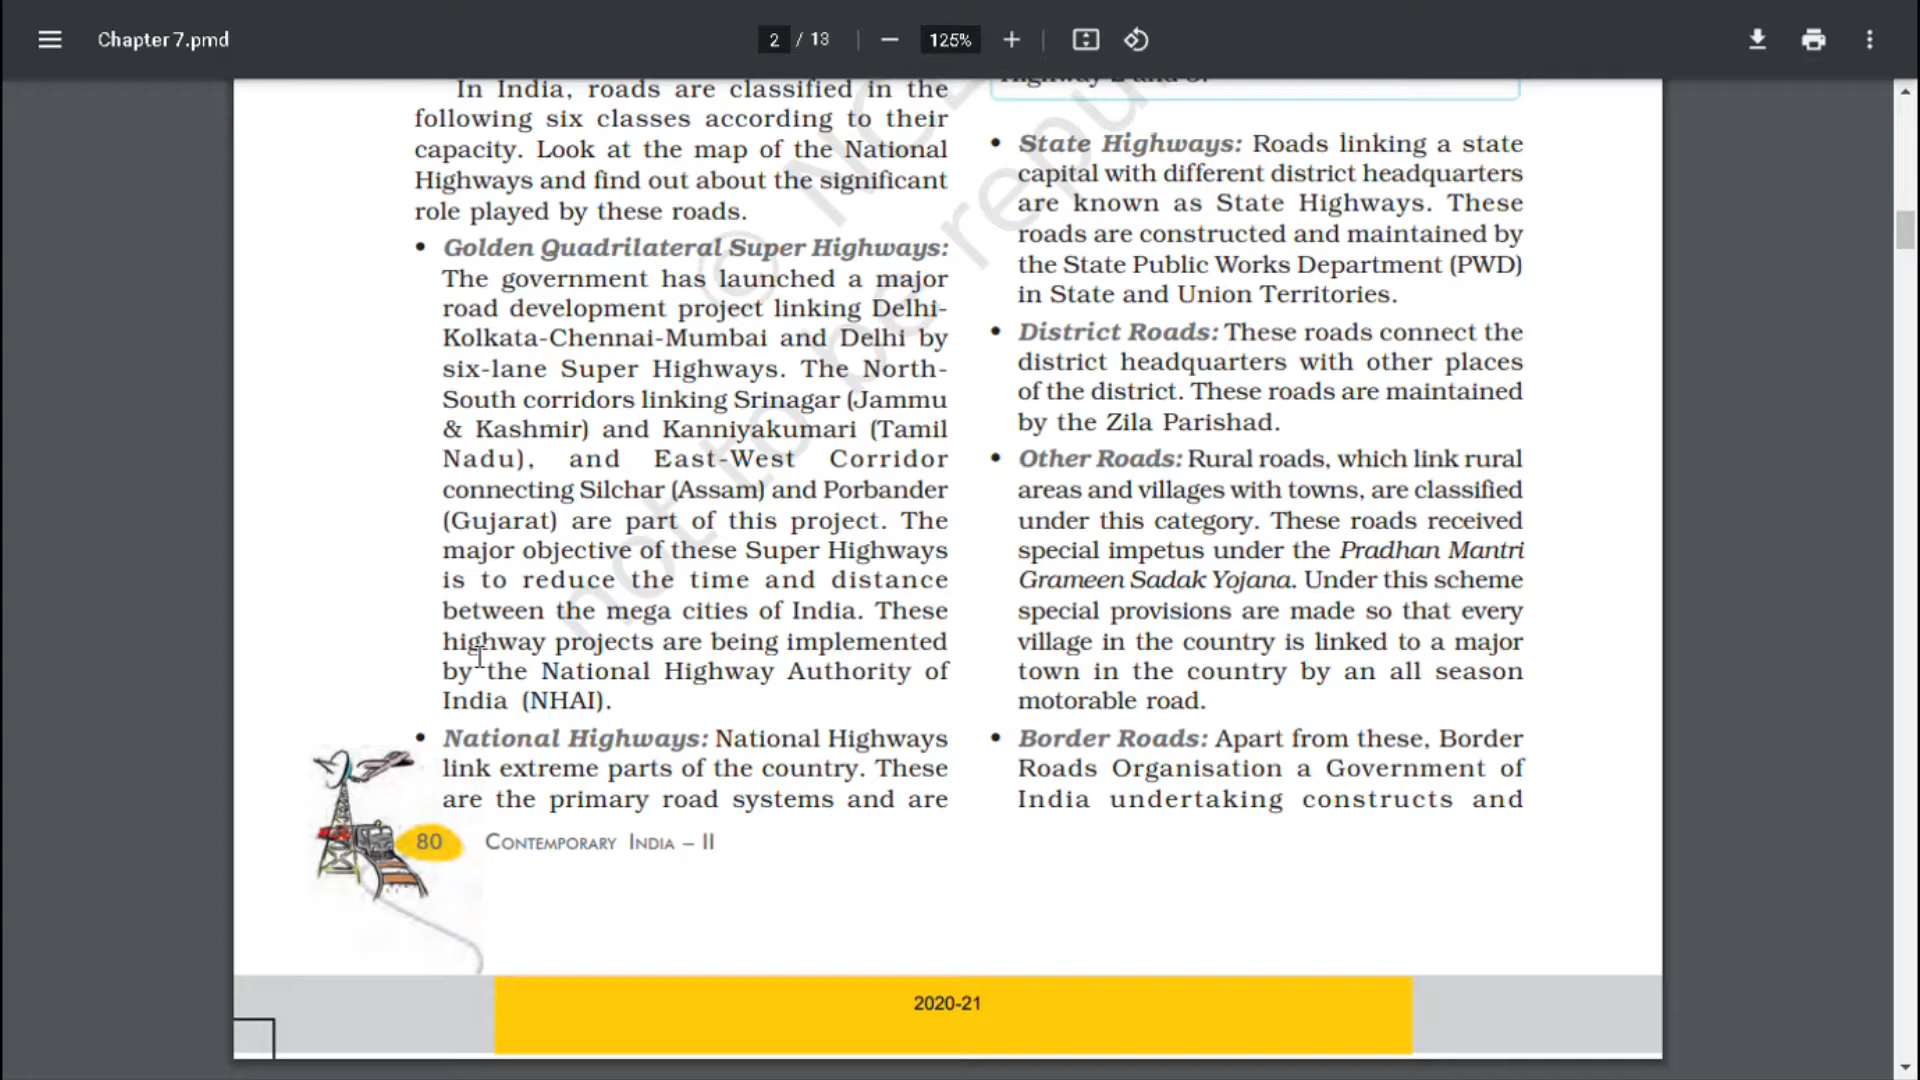 Chapter 7.pmd
2 / 13
125%
In India, roads are classified in the
following six classes according to their
capacity. Look at the map of the National
Highways and find out about the significant
role played by these roads.
• Golden Quadrilateral Super Highways:
The government has launched a major
road development project linking Delhi-
Kolkata-Chennai-Mumbai and Delhi by
six-lane Super Highways. The North-
South corridors linking Srinagar (Jammu
& Kashmir) and Kanniyakumari (Tamil
Nadu), and East-West Corridor
connecting Silchar (Assam) and Porbander
(Gujarat) are part of this project. The
major objective of these Super Highways
is to reduce the time and distance
between the mega cities of India. These
highway projects are being implemented
by the National Highway Authority of
India (NHAI).
• National Highways: National Highways
link extreme parts of the country. These
are the primary road systems and are
• State Highways: Roads linking a state
capital with different district headquarters
are known as State Highways. These
roads are constructed and maintained by
the State Public Works Department (PWD)
in State and Union Territories.
• District Roads: These roads connect the
district headquarters with other places
of the district. These roads are maintained
by the Zila Parishad.
• Other Roads: Rural roads, which link rural
areas and villages with towns, are classified
under this category. These roads received
special impetus under the Pradhan Mantri
Grameen Sadak Yojana. Under this scheme
special provisions are made so that every
village in the country is linked to a major
town in the country by an all season
motorable road.
• Border Roads: Apart from these, Border
Roads Organisation a Government of
India undertaking constructs and
80 Contemporary India – II
2020-21
© NC
not to be repu